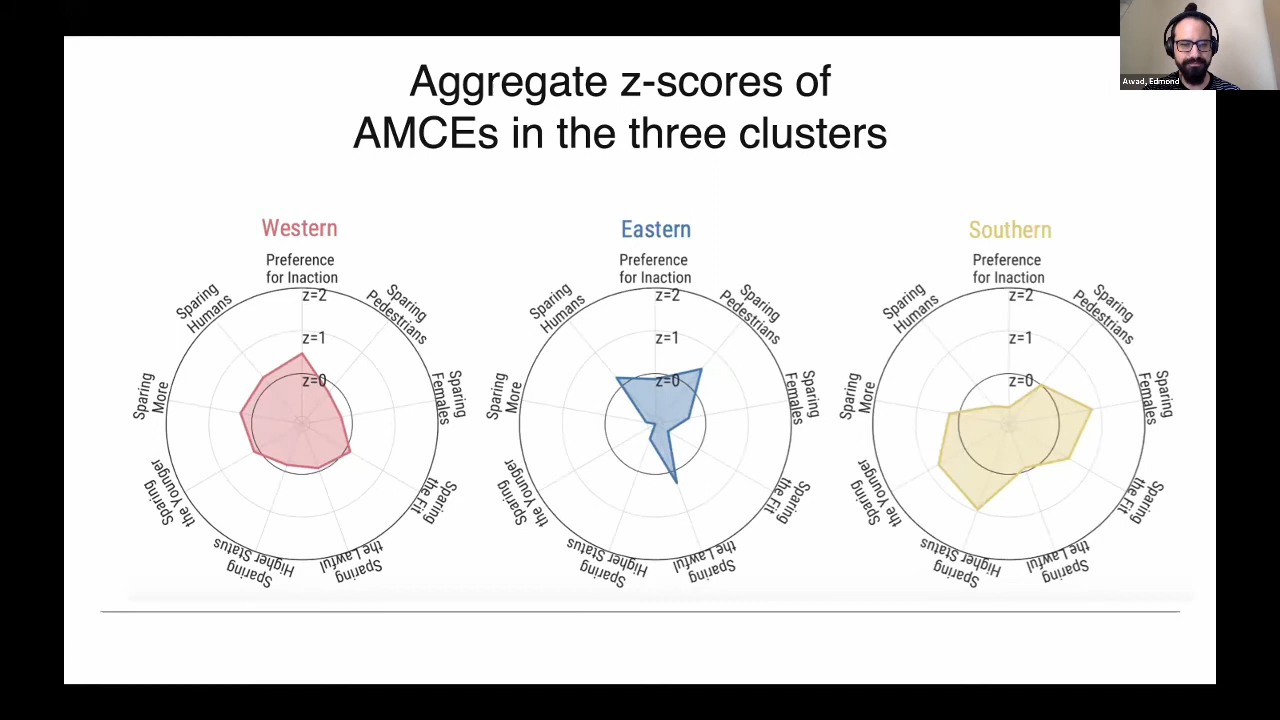 Awad, Edmond
Aggregate z-scores of
AMCEs in the three clusters
Western
Preference
for Inaction
z=2
z=1
z=0
Sparing
Pedestrians
Sparing
Females
Sparing
the Fit
Sparing
the Lawful
Sparing
Higher Status
Sparing
the Younger
Sparing
More
Sparing
Humans
Eastern
Preference
for Inaction
z=2
z=1
z=0
Sparing
Pedestrians
Sparing
Females
Sparing
the Fit
Sparing
the Lawful
Sparing
Higher Status
Sparing
the Younger
Sparing
More
Sparing
Humans
Southern
Preference
for Inaction
z=2
z=1
z=0
Sparing
Pedestrians
Sparing
Females
Sparing
the Fit
Sparing
the Lawful
Sparing
Higher Status
Sparing
the Younger
Sparing
More
Sparing
Humans